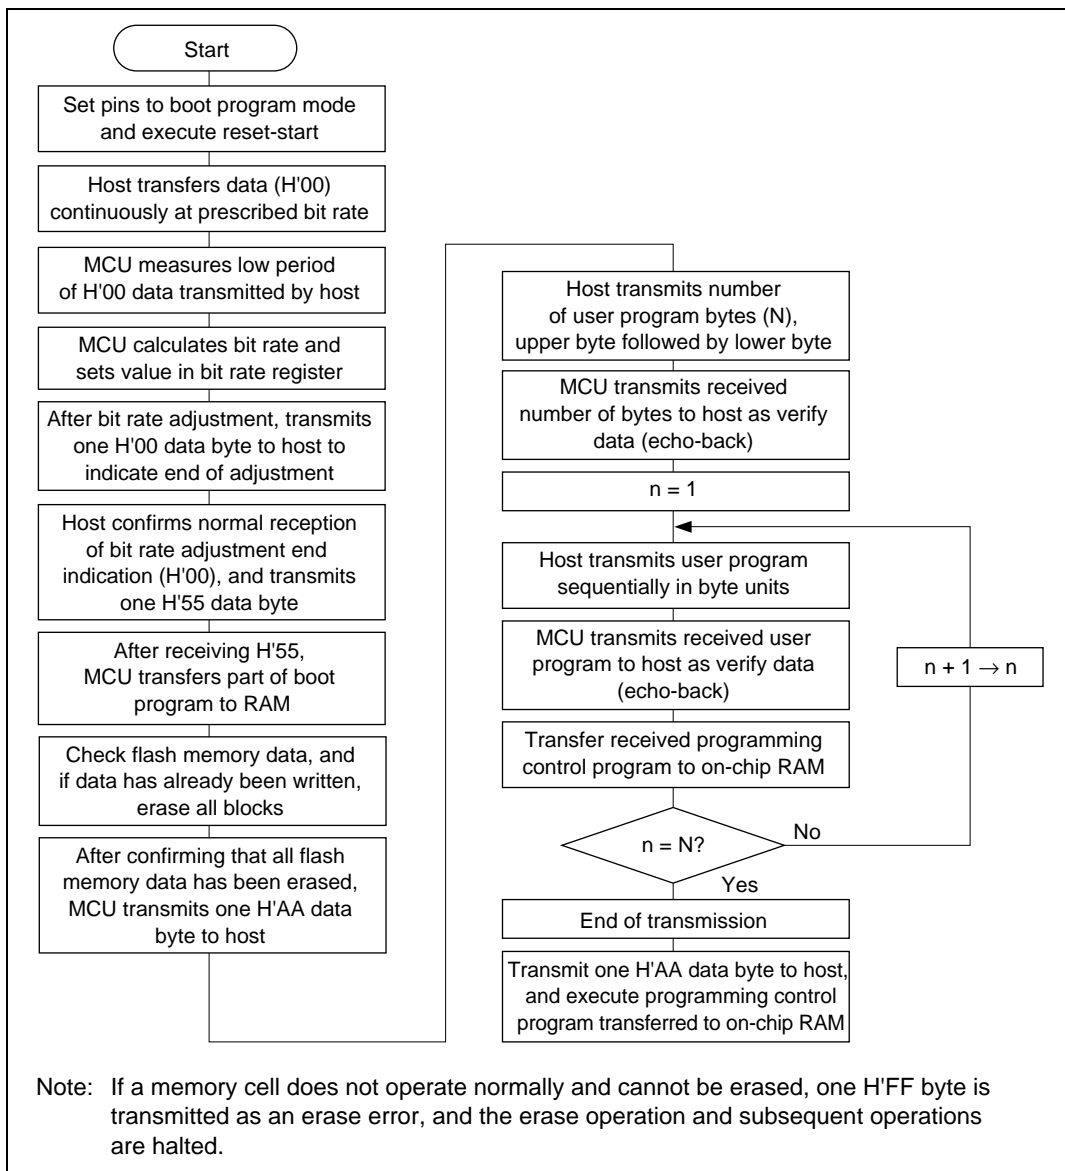 Start
Set pins to boot program mode
and execute reset-start
Host transfers data (H'00)
continuously at prescribed bit rate
MCU measures low period
of H'00 data transmitted by host
MCU calculates bit rate and
sets value in bit rate register
After bit rate adjustment, transmits
one H'00 data byte to host to
indicate end of adjustment
Host confirms normal reception
of bit rate adjustment end
indication (H'00), and transmits
one H'55 data byte
After receiving H'55,
MCU transfers part of boot
program to RAM
Check flash memory data, and
if data has already been written,
erase all blocks
After confirming that all flash
memory data has been erased,
MCU transmits one H'AA data
byte to host
Host transmits number
of user program bytes (N),
upper byte followed by lower byte
MCU transmits received
number of bytes to host as verify
data (echo-back)
n = 1
Host transmits user program
sequentially in byte units
MCU transmits received user
program to host as verify data
(echo-back)
n + 1 → n
Transfer received programming
control program to on-chip RAM
n = N?
No
Yes
End of transmission
Transmit one H'AA data byte to host,
and execute programming control
program transferred to on-chip RAM
Note: If a memory cell does not operate normally and cannot be erased, one H'FF byte is
transmitted as an erase error, and the erase operation and subsequent operations
are halted.